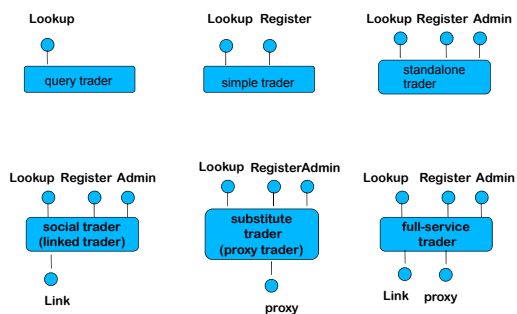 Lookup
query trader
Lookup Register
simple trader
Lookup Register Admin
standalone
trader
Lookup Register Admin
social trader
(linked trader)
Link
Lookup RegisterAdmin
substitute
trader
(proxy trader)
proxy
Lookup Register Admin
full-service
trader
Link proxy